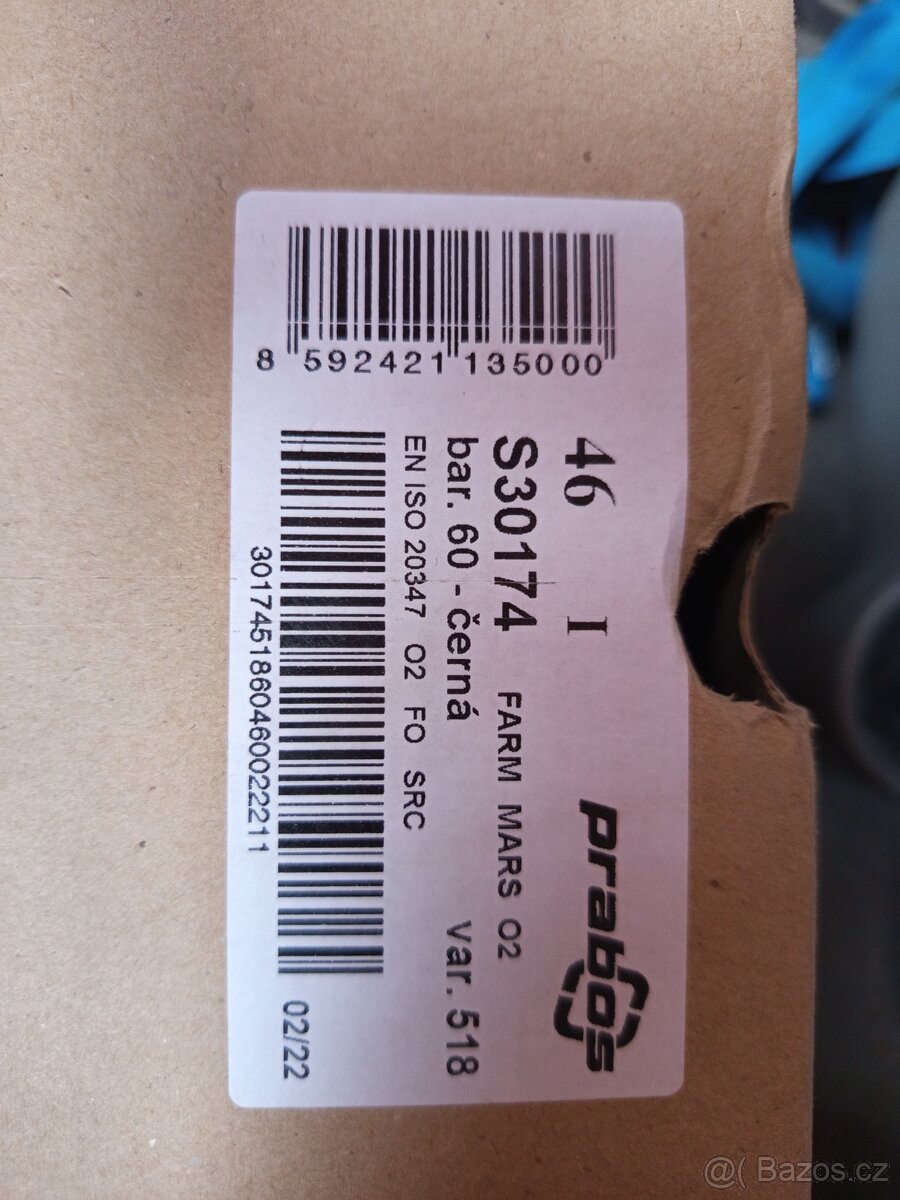 8 592421 135000
46 I
prabos
S30174 FARM MARS O2
bar. 60 - černá var. 518
EN ISO 20347 O2 FO SRC
3017451860460022211
02/22
@( Bazos.cz